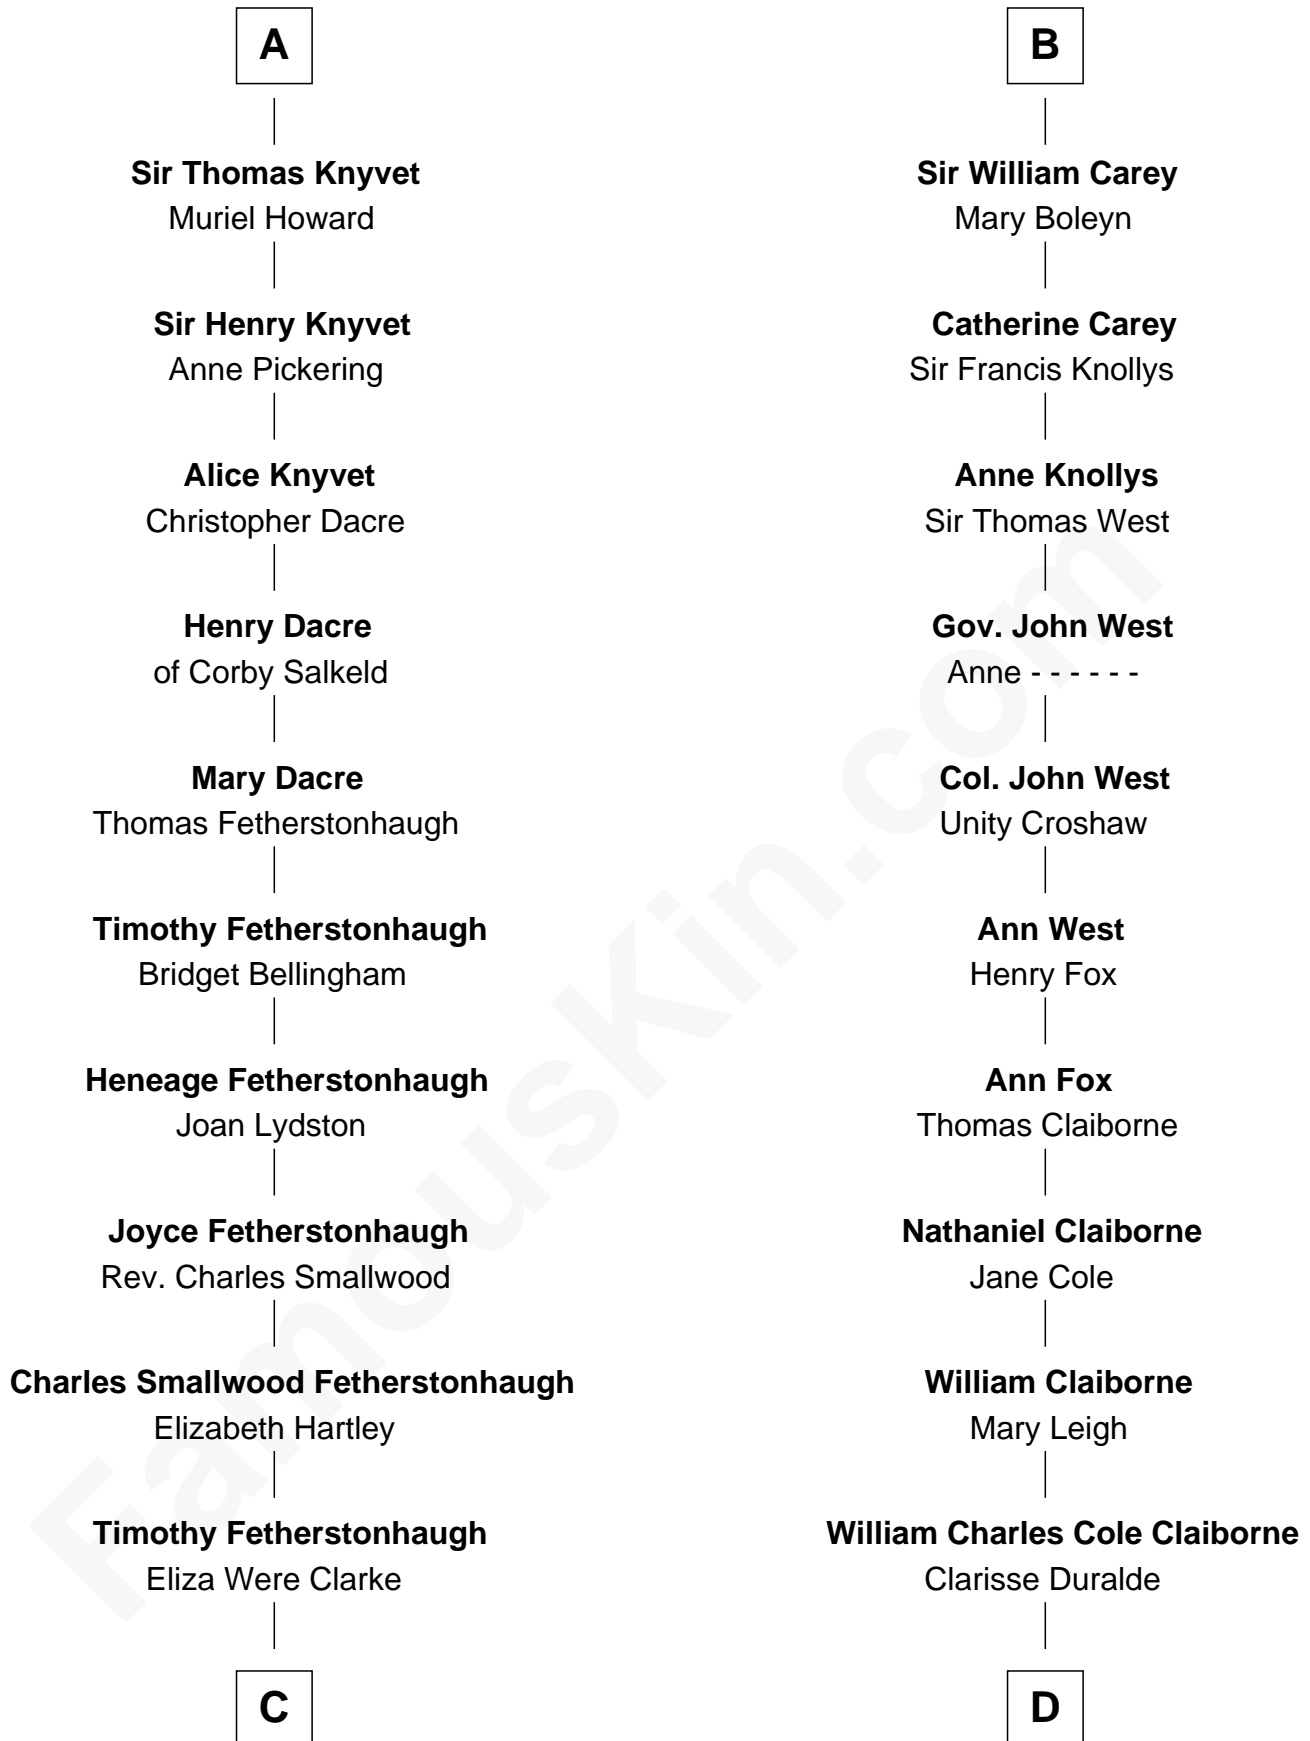 A
Sir Thomas Knyvet
Muriel Howard
Sir Henry Knyvet
Anne Pickering
Alice Knyvet
Christopher Dacre
Henry Dacre
of Corby Salkeld
Mary Dacre
Thomas Fetherstonhaugh
Timothy Fetherstonhaugh
Bridget Bellingham
Heneage Fetherstonhaugh
Joan Lydston
Joyce Fetherstonhaugh
Rev. Charles Smallwood
Charles Smallwood Fetherstonhaugh
Elizabeth Hartley
Timothy Fetherstonhaugh
Eliza Were Clarke
C
B
Sir William Carey
Mary Boleyn
Catherine Carey
Sir Francis Knollys
Anne Knollys
Sir Thomas West
Gov. John West
Anne - - - - - -
Col. John West
Unity Croshaw
Ann West
Henry Fox
Ann Fox
Thomas Claiborne
Nathaniel Claiborne
Jane Cole
William Claiborne
Mary Leigh
William Charles Cole Claiborne
Clarisse Duralde
D
FamousKin.com